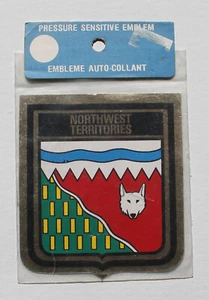 PRESSURE SENSITIVE EMBLEM
EMBLEME AUTO-COLLANT
NORTHWEST
TERRITORIES